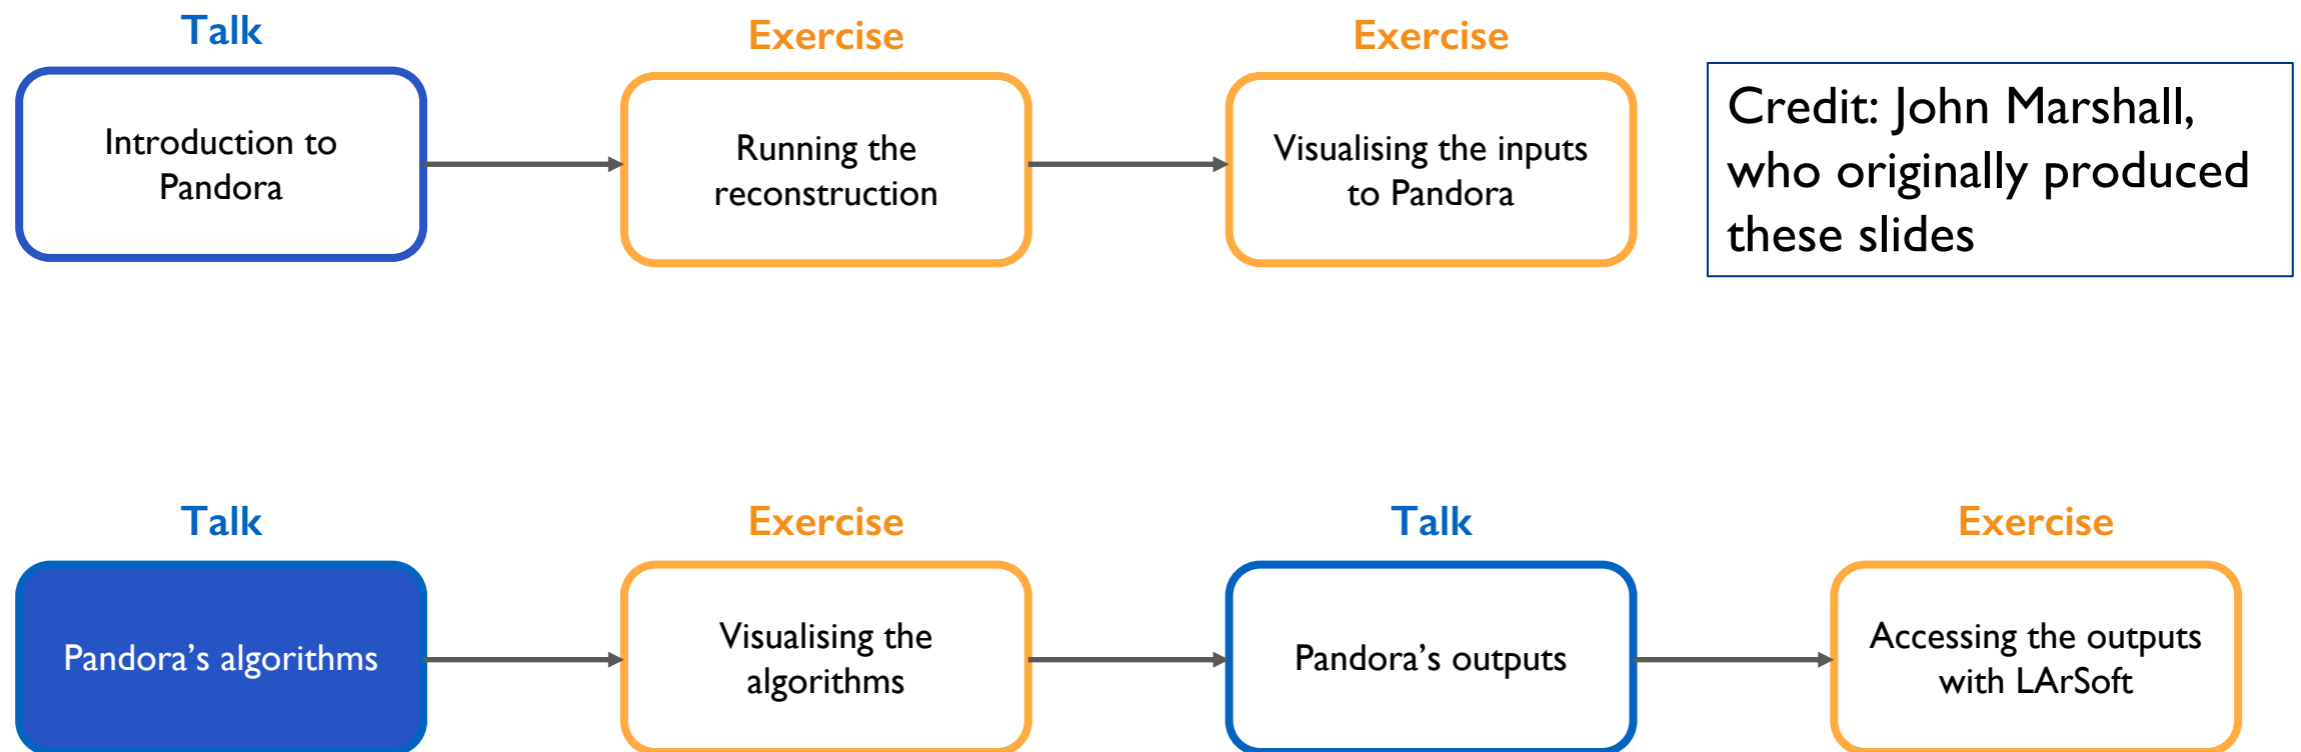 Talk
Exercise
Exercise
Introduction to
Pandora
Running the
reconstruction
Visualising the inputs
to Pandora
Credit: John Marshall,
who originally produced
these slides
Talk
Exercise
Talk
Exercise
Pandora’s algorithms
Visualising the
algorithms
Pandora’s outputs
Accessing the outputs
with LArSoft